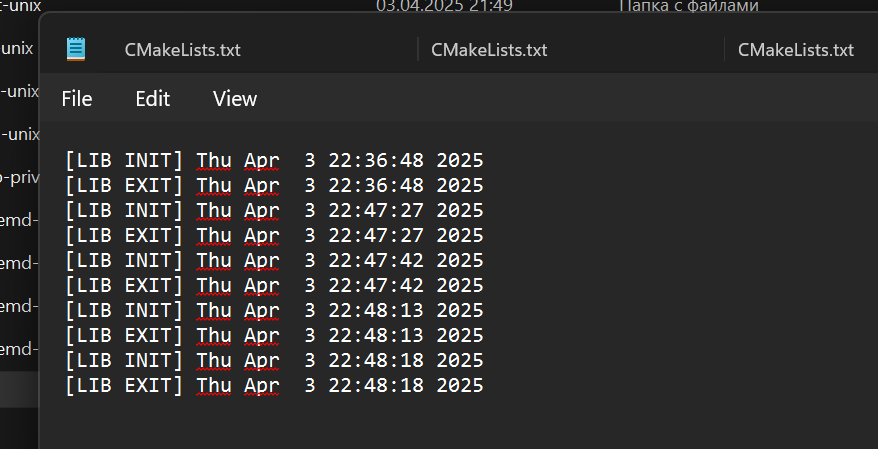 -unix 03.04.2025 21:49 Папка с файлами
-unix
-unix
-unix
-priv
emd-
emd-
emd-
emd-
CMakeLists.txt CMakeLists.txt CMakeLists.txt
File Edit View
[LIB INIT] Thu Apr  3 22:36:48 2025
[LIB EXIT] Thu Apr  3 22:36:48 2025
[LIB INIT] Thu Apr  3 22:47:27 2025
[LIB EXIT] Thu Apr  3 22:47:27 2025
[LIB INIT] Thu Apr  3 22:47:42 2025
[LIB EXIT] Thu Apr  3 22:47:42 2025
[LIB INIT] Thu Apr  3 22:48:13 2025
[LIB EXIT] Thu Apr  3 22:48:13 2025
[LIB INIT] Thu Apr  3 22:48:18 2025
[LIB EXIT] Thu Apr  3 22:48:18 2025